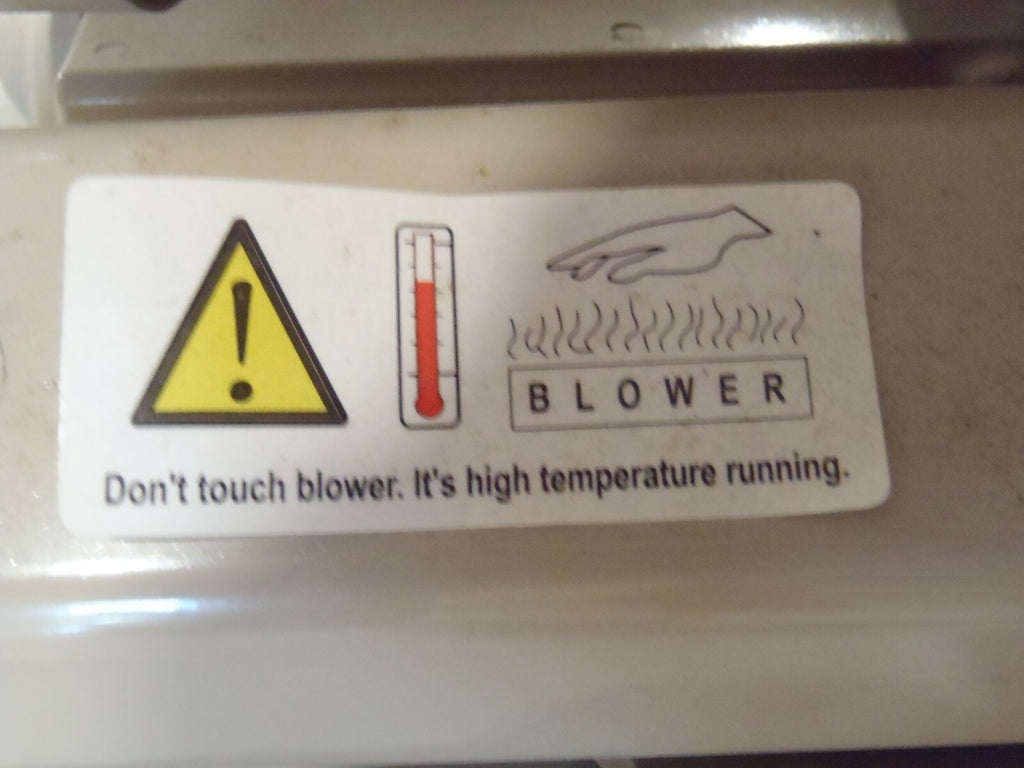 !
BLOWER
Don't touch blower. It's high temperature running.